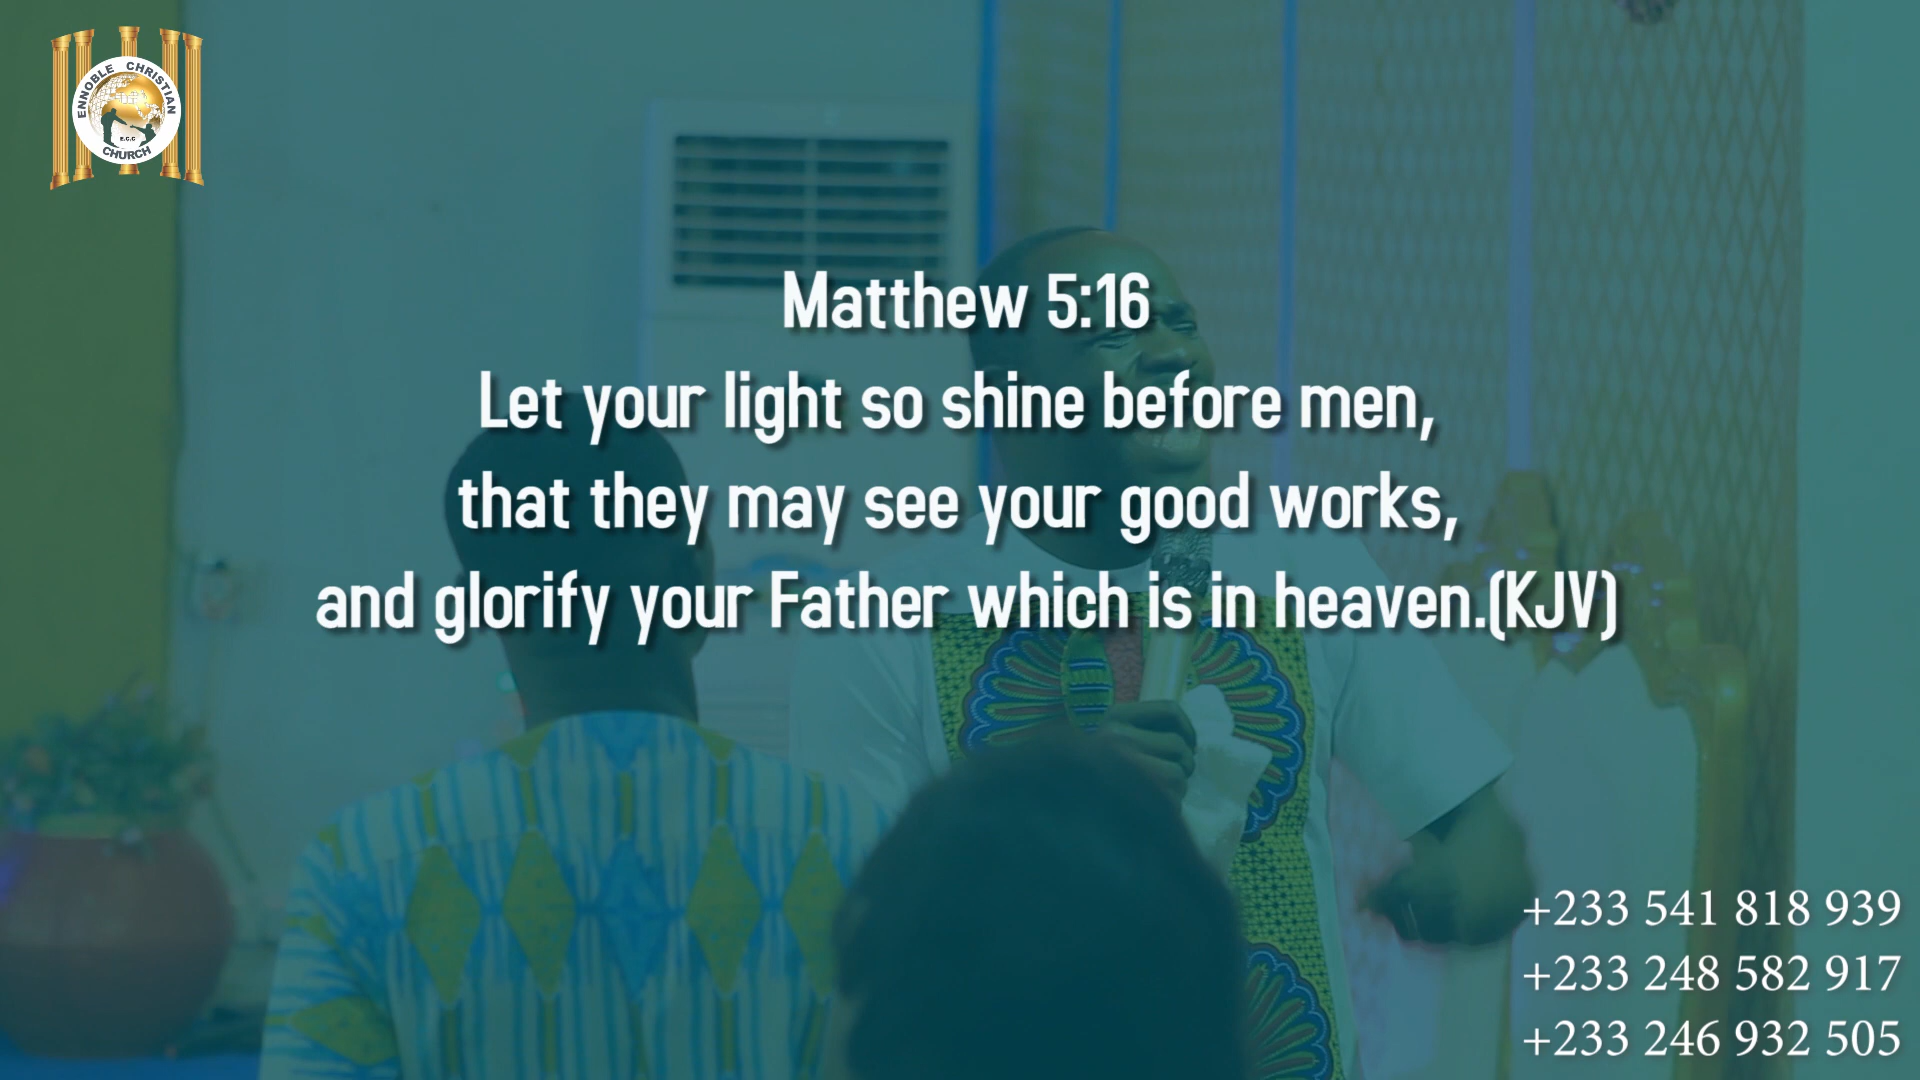 ENNOBLE CHRISTIAN
E.C.C
CHURCH
Matthew 5:16
Let your light so shine before men,
that they may see your good works,
and glorify your Father which is in heaven.(KJV)
+233 541 818 939
+233 248 582 917
+233 246 932 505